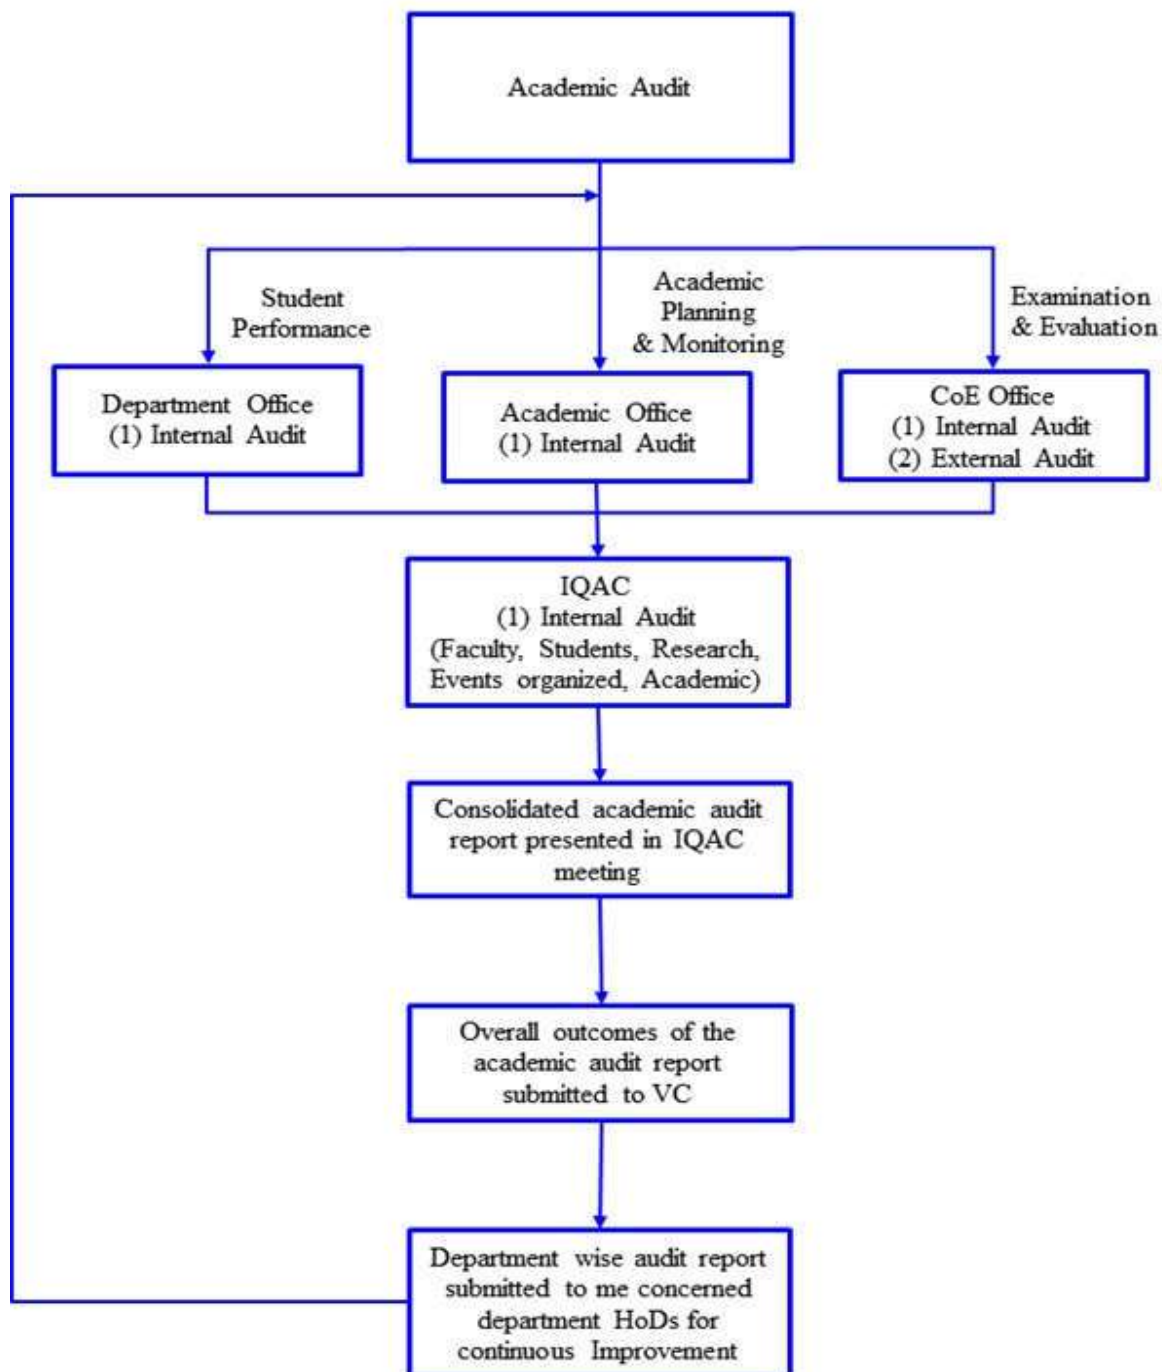 Academic Audit
Student
Performance
Academic
Planning
& Monitoring
Examination
& Evaluation
Department Office
(1) Internal Audit
Academic Office
(1) Internal Audit
CoE Office
(1) Internal Audit
(2) External Audit
IQAC
(1) Internal Audit
(Faculty, Students, Research,
Events organized, Academic)
Consolidated academic audit
report presented in IQAC
meeting
Overall outcomes of the
academic audit report
submitted to VC
Department wise audit report
submitted to me concerned
department HoDs for
continuous Improvement